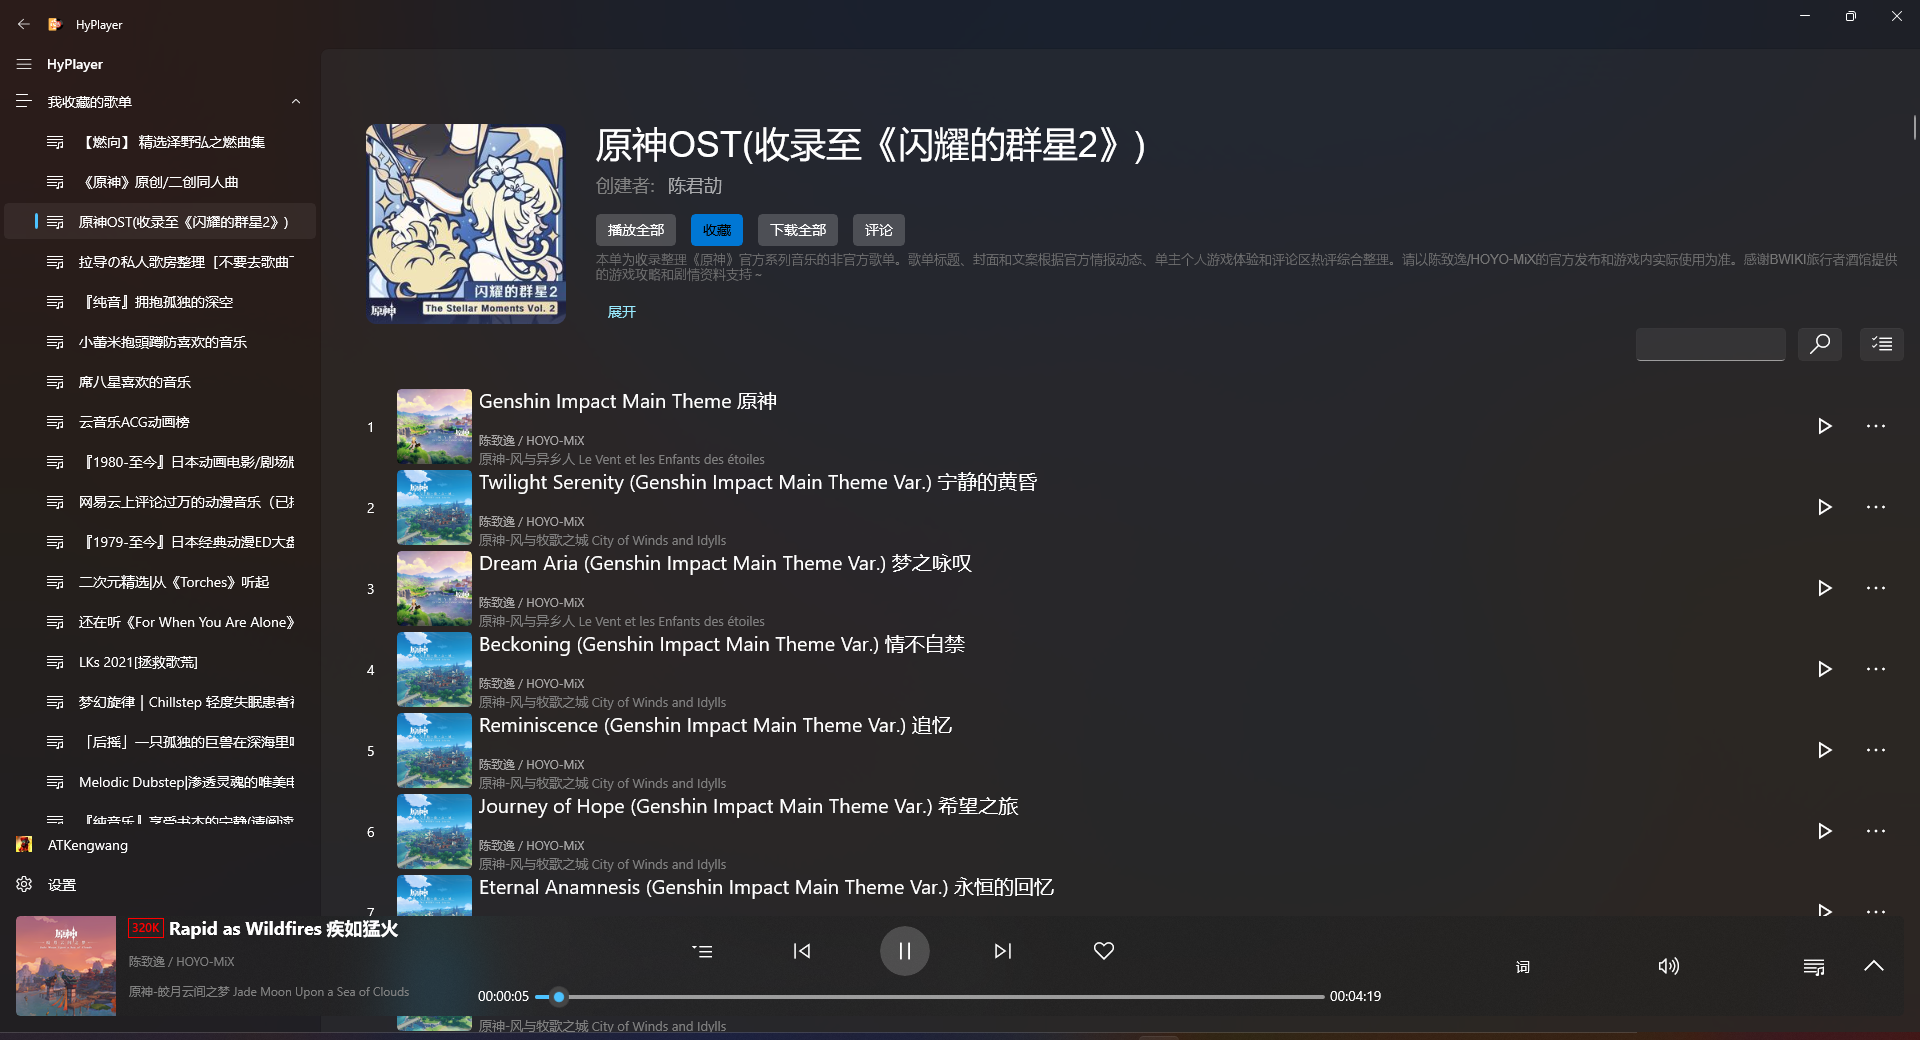 HyPlayer
HyPlayer
我收藏的歌单
【燃向】 精选泽野弘之燃曲集
《原神》原创/二创同人曲
原神OST(收录至《闪耀的群星2》)
拉导の私人歌房整理［不要去歌曲
『纯音』拥抱孤独的深空
小蕾米抱頭蹲防喜欢的音乐
席八星喜欢的音乐
云音乐ACG动画榜
『1980-至今』日本动画电影/剧场
网易云上评论过万的动漫音乐（已
『1979-至今』日本经典动漫ED大
二次元精选|从《Torches》听起
还在听《For When You Are Alone》
LKs 2021[拯救歌荒]
梦幻旋律 | Chillstep 轻度失眠患者
「后摇」一只孤独的巨兽在深海里
Melodic Dubstep|渗透灵魂的唯美
『纯音乐』享受书本的宁静(请阅读
ATKengwang
设置
原神
闪耀的群星2
The Stellar Moments Vol. 2
原神OST(收录至《闪耀的群星2》)
创建者: 陈君劼
播放全部 收藏 下载全部 评论
本单为收录整理《原神》官方系列音乐的非官方歌单。歌单标题、封面和文案根据官方情报动态、单主个人游戏体验和评论区热评综合整理。请以陈致逸/HOYO-MiX的官方发布和游戏内实际使用为准。感谢BWIKI旅行者酒馆提供
的游戏攻略和剧情资料支持 ~
展开
1
Genshin Impact Main Theme 原神
陈致逸 / HOYO-MiX
原神-风与异乡人 Le Vent et les Enfants des étoiles
2
Twilight Serenity (Genshin Impact Main Theme Var.) 宁静的黄昏
陈致逸 / HOYO-MiX
原神-风与牧歌之城 City of Winds and Idylls
3
Dream Aria (Genshin Impact Main Theme Var.) 梦之咏叹
陈致逸 / HOYO-MiX
原神-风与异乡人 Le Vent et les Enfants des étoiles
4
Beckoning (Genshin Impact Main Theme Var.) 情不自禁
陈致逸 / HOYO-MiX
原神-风与牧歌之城 City of Winds and Idylls
5
Reminiscence (Genshin Impact Main Theme Var.) 追忆
陈致逸 / HOYO-MiX
原神-风与牧歌之城 City of Winds and Idylls
6
Journey of Hope (Genshin Impact Main Theme Var.) 希望之旅
陈致逸 / HOYO-MiX
原神-风与牧歌之城 City of Winds and Idylls
7
Eternal Anamnesis (Genshin Impact Main Theme Var.) 永恒的回忆
原神
320K Rapid as Wildfires 疾如猛火
陈致逸 / HOYO-MiX
原神-皎月云间之梦 Jade Moon Upon a Sea of Clouds
00:00:05
00:04:19
词
原神-风与牧歌之城 City of Winds and Idylls